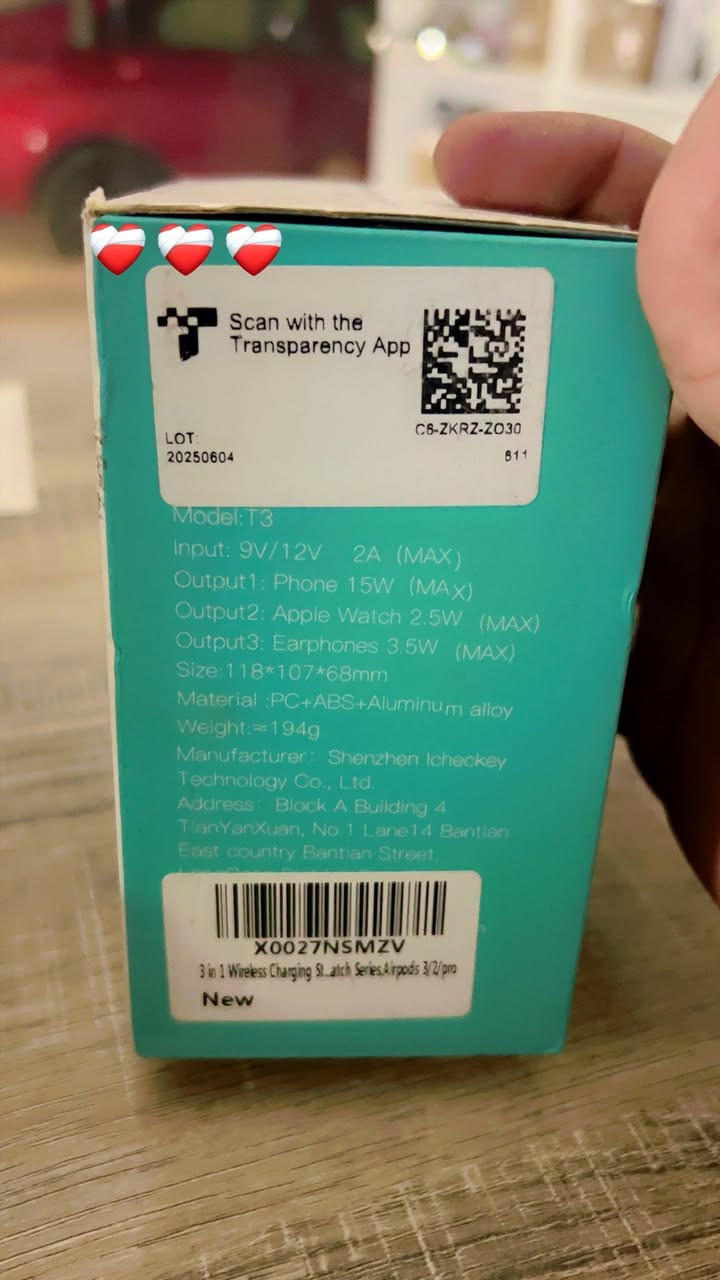 Scan with the
Transparency App
C6-ZKRZ-ZO30
LOT:
20250604
611
Model:T3
Input: 9V/12V 2A (MAX)
Output1: Phone 15W (MAX)
Output2: Apple Watch 2.5W (MAX)
Output3: Earphones 3.5W (MAX)
Size:118*107*68mm
Material :PC+ABS+Aluminum alloy
Weight:≈194g
Manufacturer: Shenzhen Icheckey
Technology Co., Ltd.
Address: Block A Building 4
TianYanXuan, No.1 Lane14 Bantian
East country Bantian Street,
X0027NSMZV
3 in 1 Wireless Charging St...atch Series,Airpods 3/2/pro
New